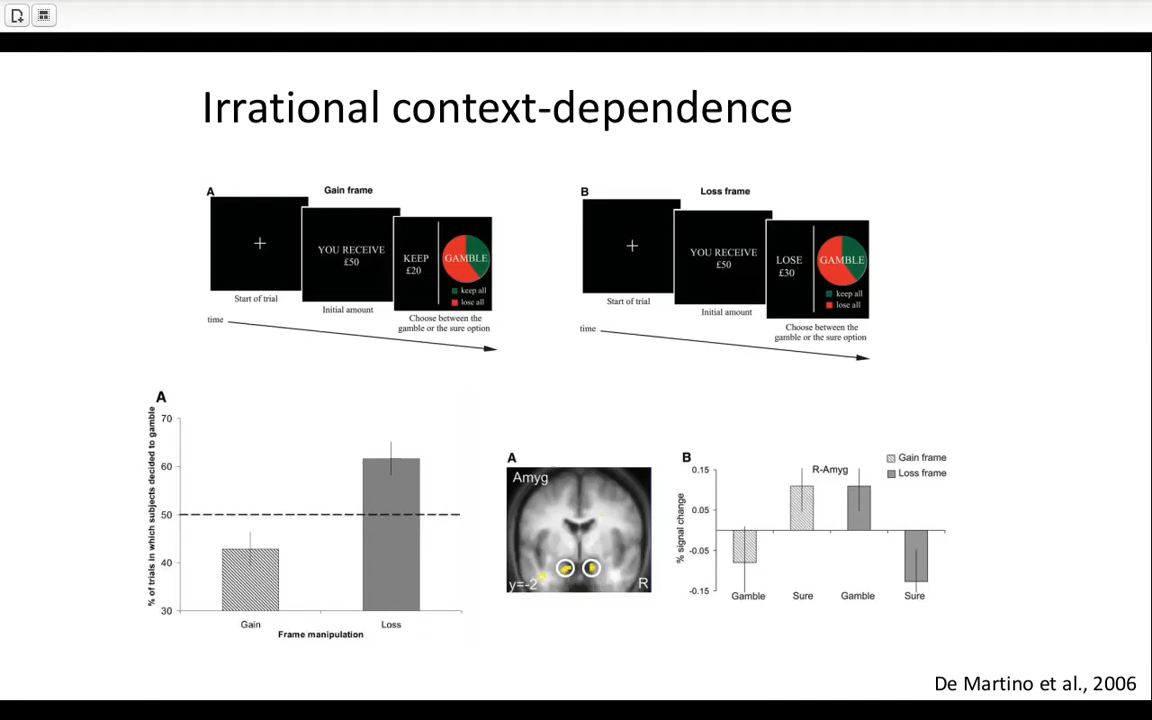 Irrational context-dependence
A
Gain frame
YOU RECEIVE
£50
KEEP
£20
GAMBLE
keep all
lose all
Start of trial
Initial amount
Choose between the
gamble or the sure option
time
B
Loss frame
YOU RECEIVE
£50
LOSE
£30
GAMBLE
keep all
lose all
Start of trial
Initial amount
Choose between the
gamble or the sure option
time
A
% of trials in which subjects decided to gamble
70
60
50
40
30
Gain
Loss
Frame manipulation
A
Amyg
y=-2
R
B
R-Amyg
Gain frame
Loss frame
% signal change
0.15
0.05
-0.05
-0.15
Gamble
Sure
Gamble
Sure
De Martino et al., 2006